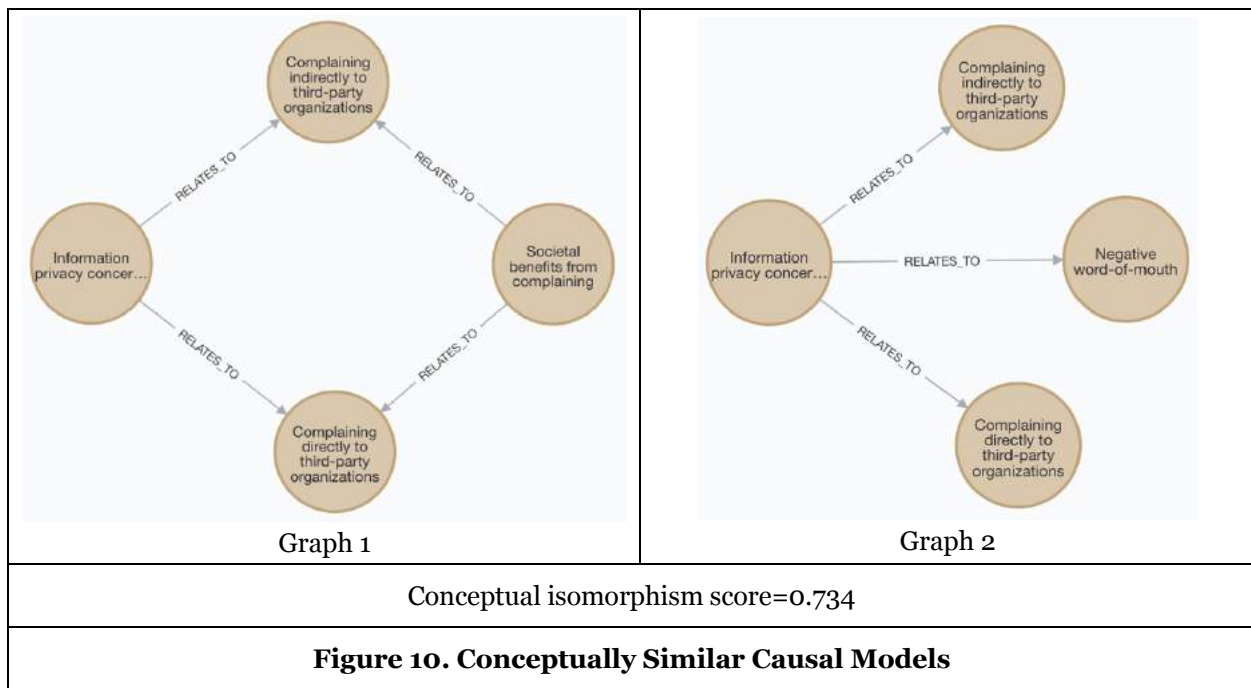 Complaining
indirectly to
third-party
organizations
RELATES_TO
RELATES_TO
Information
privacy concer...
Societal
benefits from
complaining
RELATES_TO
RELATES_TO
Complaining
directly to
third-party
organizations
Graph 1
Complaining
indirectly to
third-party
organizations
RELATES_TO
Information
privacy concer...
RELATES_TO
Negative
word-of-mouth
RELATES_TO
Complaining
directly to
third-party
organizations
Graph 2
Conceptual isomorphism score=0.734
Figure 10. Conceptually Similar Causal Models